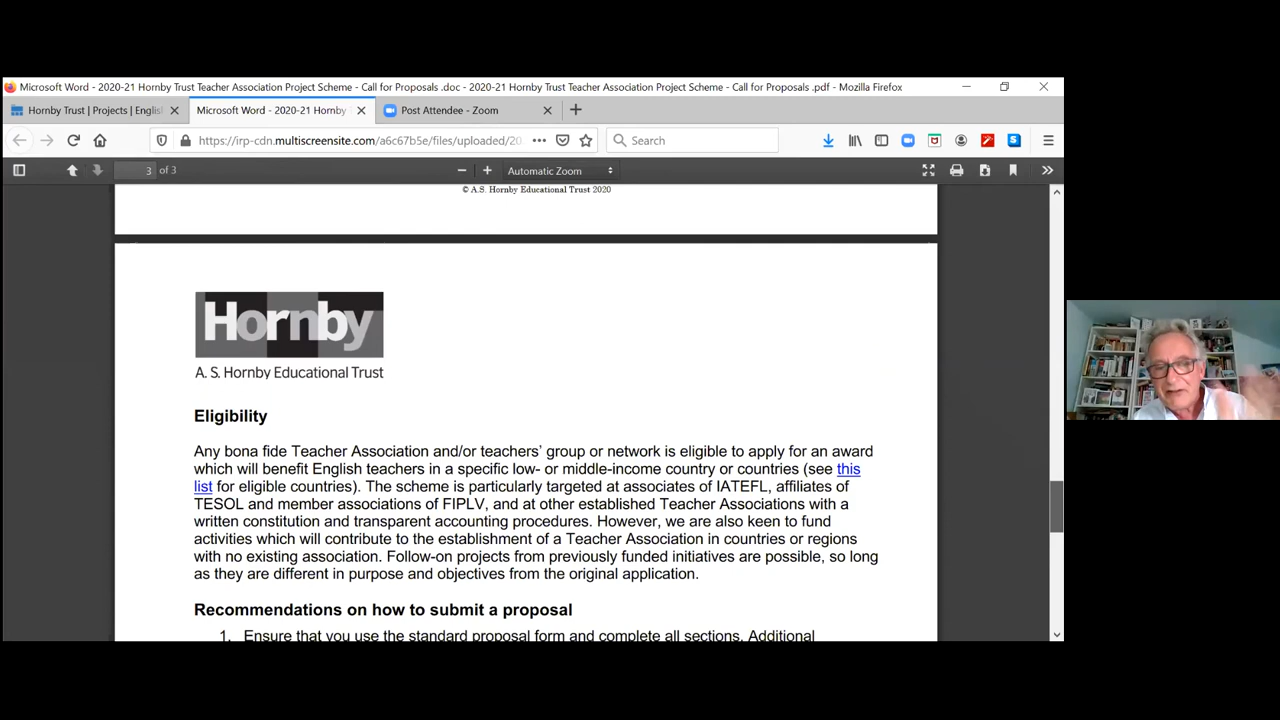 Microsoft Word - 2020-21 Hornby Trust Teacher Association Project Scheme - Call for Proposals .doc - 2020-21 Hornby Trust Teacher Association Project Scheme - Call for Proposals .pdf - Mozilla Firefox
Hornby Trust | Projects | English
Microsoft Word - 2020-21 Hornby
Post Attendee - Zoom
https://irp-cdn.multiscreensite.com/a6c67b5e/files/uploaded/20
Search
3 of 3
Automatic Zoom
© A.S. Hornby Educational Trust 2020
Hornby
A. S. Hornby Educational Trust
Eligibility
Any bona fide Teacher Association and/or teachers' group or network is eligible to apply for an award
which will benefit English teachers in a specific low- or middle-income country or countries (see this
list for eligible countries). The scheme is particularly targeted at associates of IATEFL, affiliates of
TESOL and member associations of FIPLV, and at other established Teacher Associations with a
written constitution and transparent accounting procedures. However, we are also keen to fund
activities which will contribute to the establishment of a Teacher Association in countries or regions
with no existing association. Follow-on projects from previously funded initiatives are possible, so long
as they are different in purpose and objectives from the original application.
Recommendations on how to submit a proposal
1. Ensure that you use the standard proposal form and complete all sections. Additional